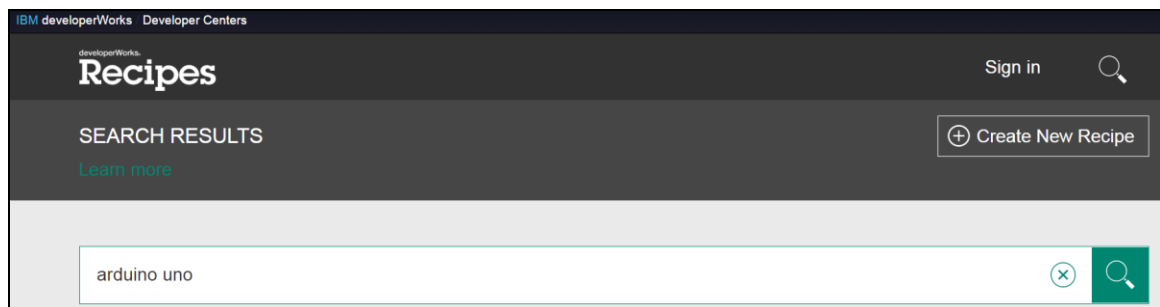 IBM developerWorks Developer Centers
developerWorks.
Recipes
Sign in
SEARCH RESULTS
Create New Recipe
Learn more
arduino uno